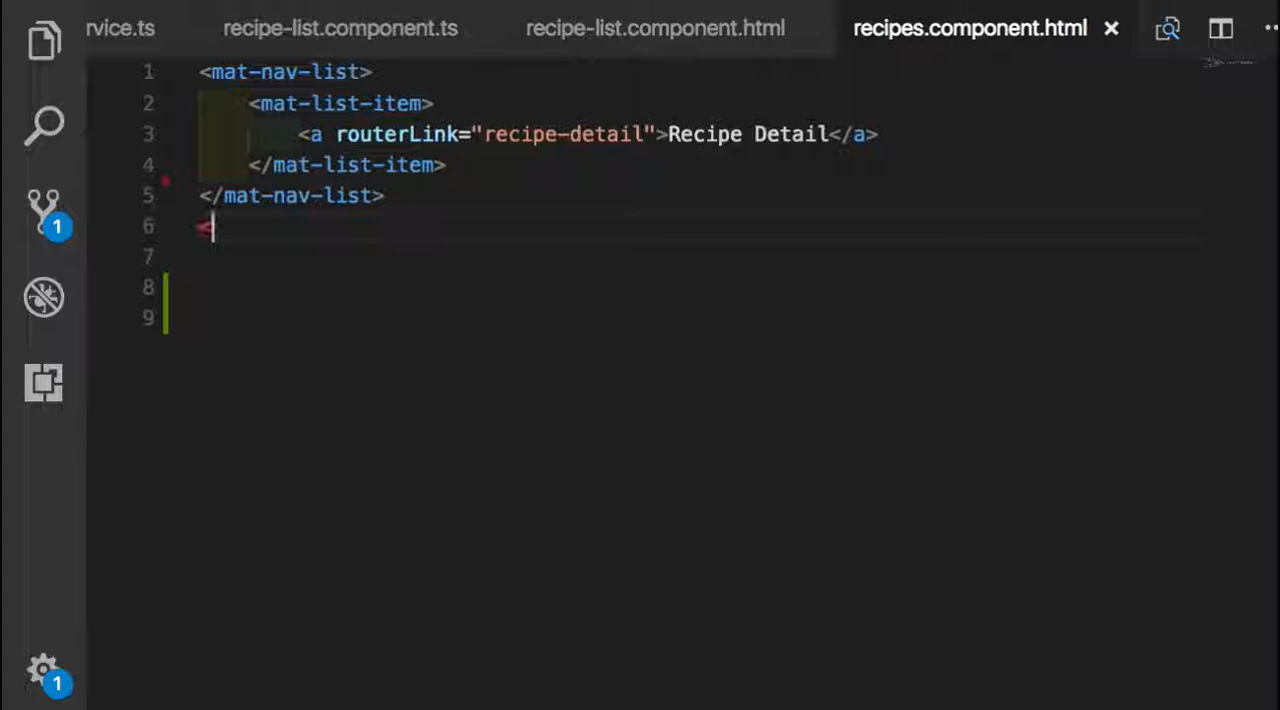 rvice.ts recipe-list.component.ts recipe-list.component.html recipes.component.html
1 <mat-nav-list>
2 <mat-list-item>
3 <a routerLink="recipe-detail">Recipe Detail</a>
4 </mat-list-item>
5 </mat-nav-list>
6 <
7
8
9
1
1